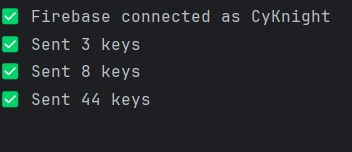 ✅ Firebase connected as CyKnight
✅ Sent 3 keys
✅ Sent 8 keys
✅ Sent 44 keys